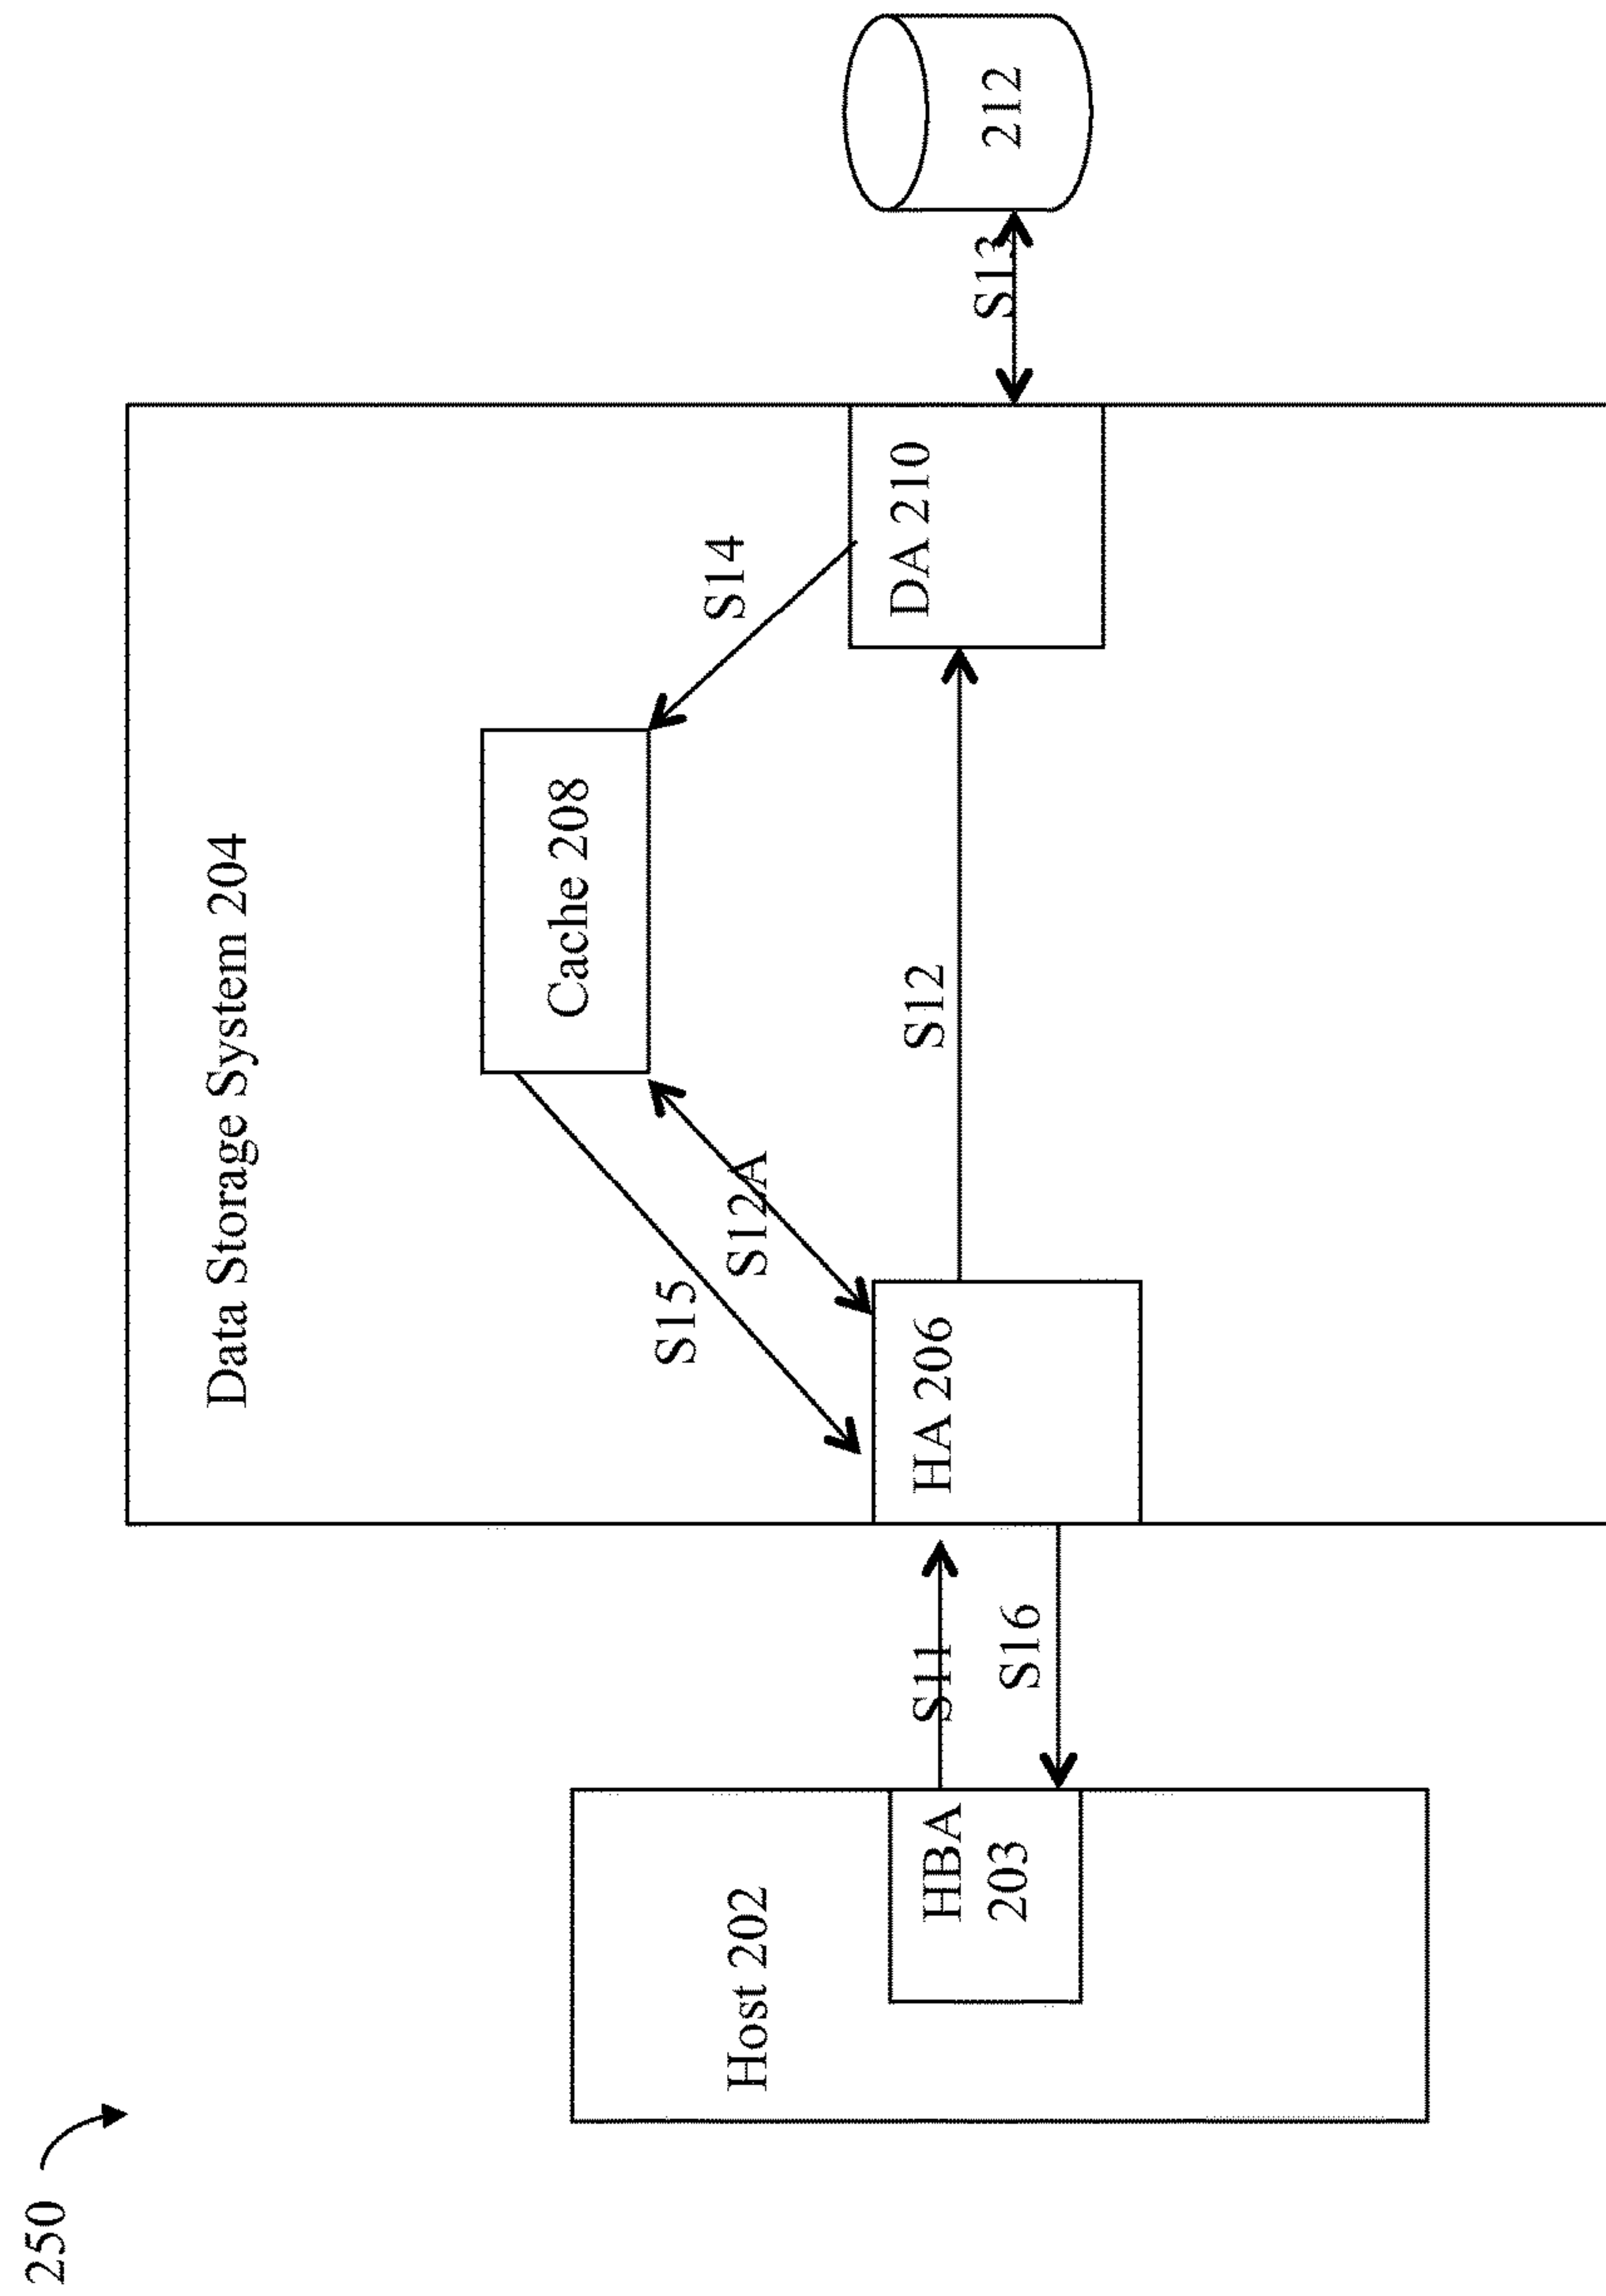 250
Data Storage System 204
Host 202
HBA
203
S11
S16
HA 206
S15
S12A
Cache 208
S12
S14
DA 210
S13
212